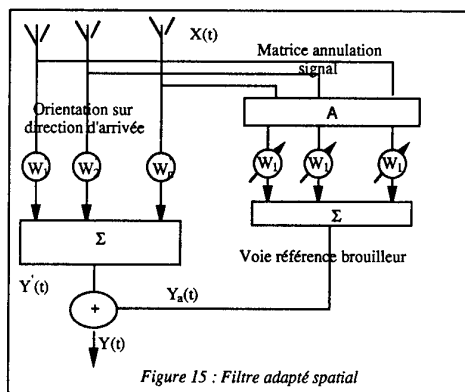 X(t)
Matrice annulation
signal
Orientation sur
direction d'arrivée
A
W1 W2 Wn
W1 W1 W1
Σ
Σ
Voie référence brouilleur
Y'(t)
Ya(t)
+
Y(t)
Figure 15 : Filtre adapté spatial